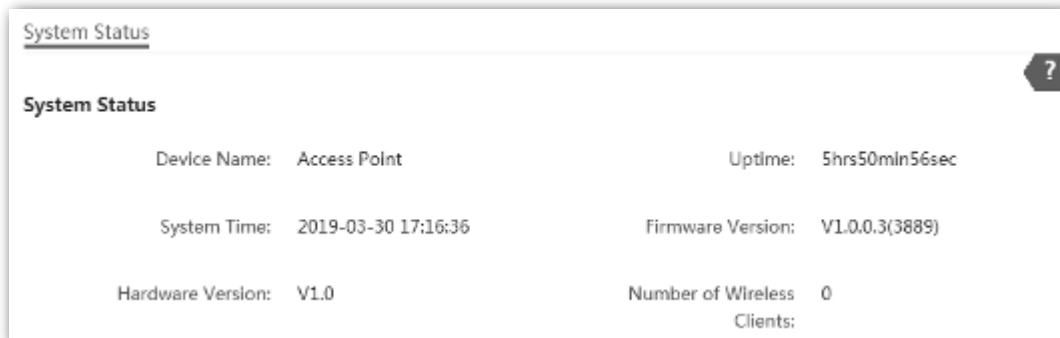 System Status
?
System Status
Device Name: Access Point Uptime: 5hrs50min56sec
System Time: 2019-03-30 17:16:36 Firmware Version: V1.0.0.3(3889)
Hardware Version: V1.0 Number of Wireless 0
Clients: